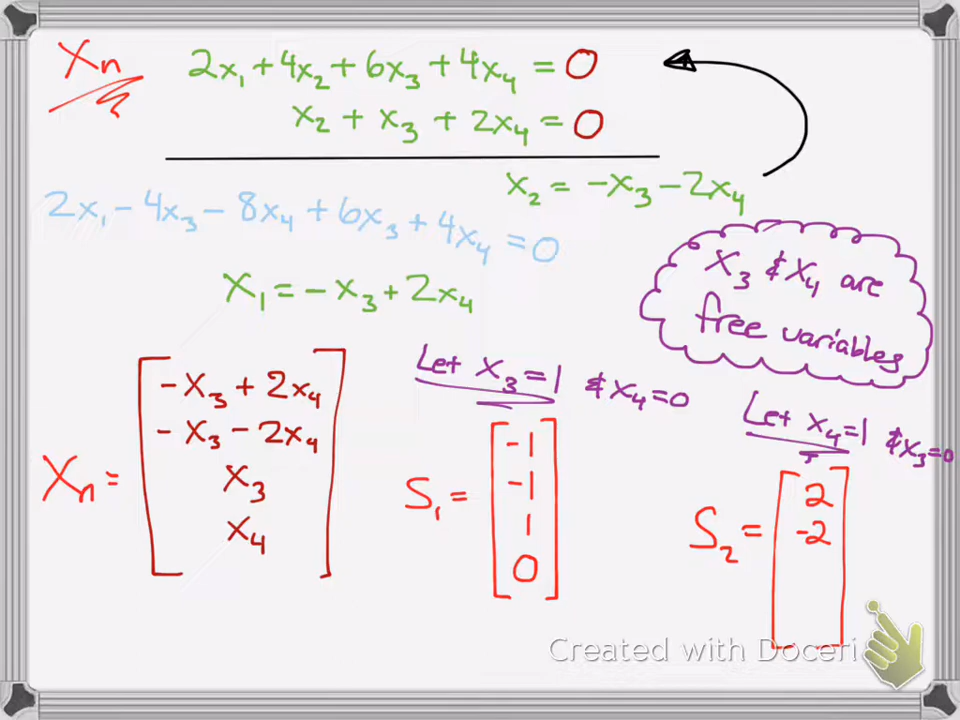 Xn
2x₁ + 4x₂ + 6x₃ + 4x₄ = 0
x₂ + x₃ + 2x₄ = 0
x₂ = -x₃ - 2x₄
2x₁ - 4x₃ - 8x₄ + 6x₃ + 4x₄ = 0
x₁ = -x₃ + 2x₄
X₃ & X₄ are
free variables
Let x₃ = 1 & x₄ = 0
Let x₄ = 1 & x₃ = 0
Xn =
-x₃ + 2x₄
-x₃ - 2x₄
x₃
x₄
S₁ =
-1
-1
1
0
S₂ =
2
-2
Created with Doceri